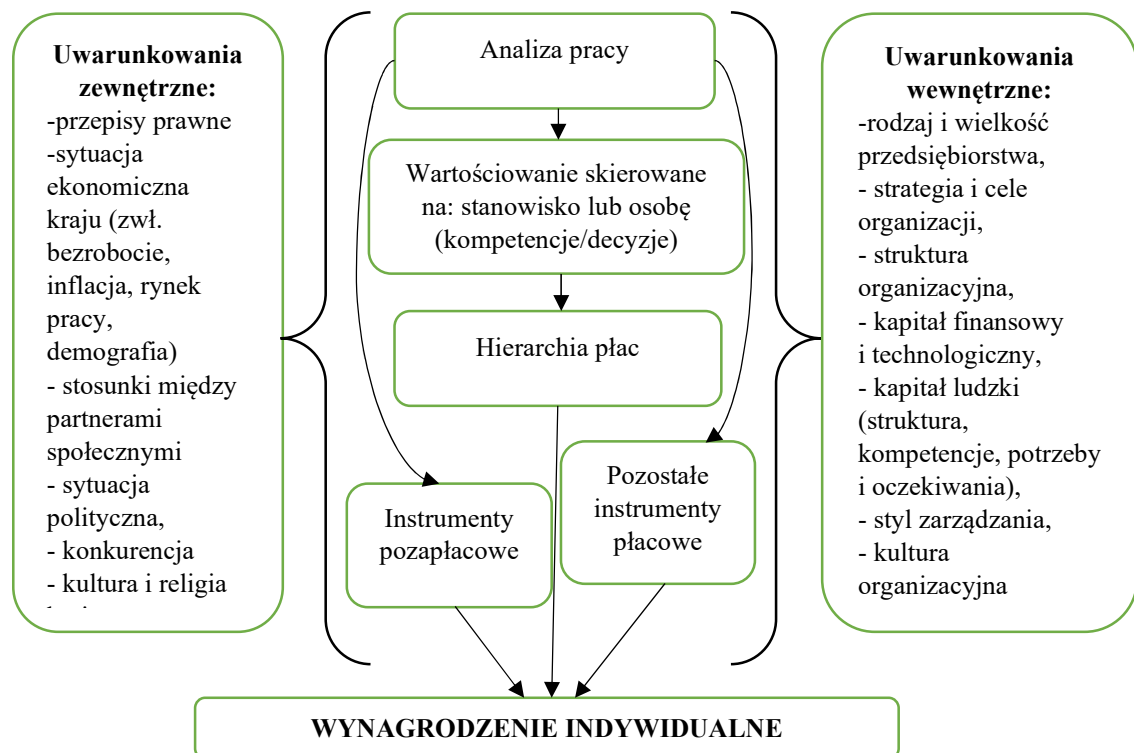 Uwarunkowania
zewnętrzne:
-przepisy prawne
-sytuacja
ekonomiczna
kraju (zwł.
bezrobocie,
inflacja, rynek
pracy,
demografia)
- stosunki między
partnerami
społecznymi
- sytuacja
polityczna,
- konkurencja
- kultura i religia
Analiza pracy
Wartościowanie skierowane
na: stanowisko lub osobę
(kompetencje/decyzje)
Hierarchia płac
Instrumenty
pozapłacowe
Pozostałe
instrumenty
płacowe
Uwarunkowania
wewnętrzne:
-rodzaj i wielkość
przedsiębiorstwa,
- strategia i cele
organizacji,
- struktura
organizacyjna,
- kapitał finansowy
i technologiczny,
- kapitał ludzki
(struktura,
kompetencje, potrzeby
i oczekiwania),
- styl zarządzania,
- kultura
organizacyjna
WYNAGRODZENIE INDYWIDUALNE